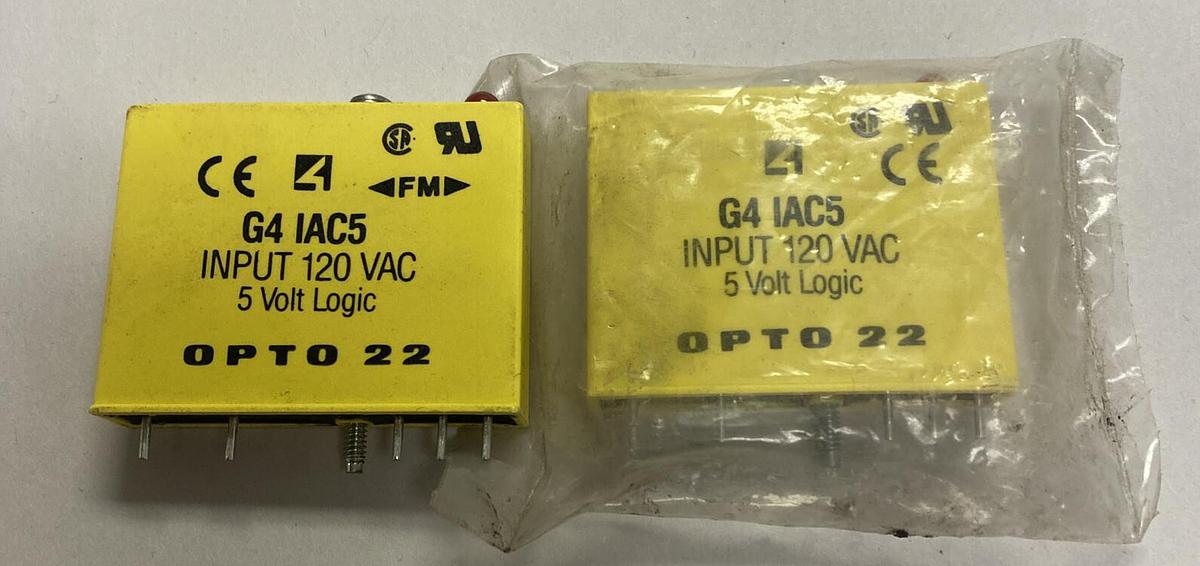 CE FM
G4 IAC5
INPUT 120 VAC
5 Volt Logic
OPTO 22
CE
G4 IAC5
INPUT 120 VAC
5 Volt Logic
OPTO 22